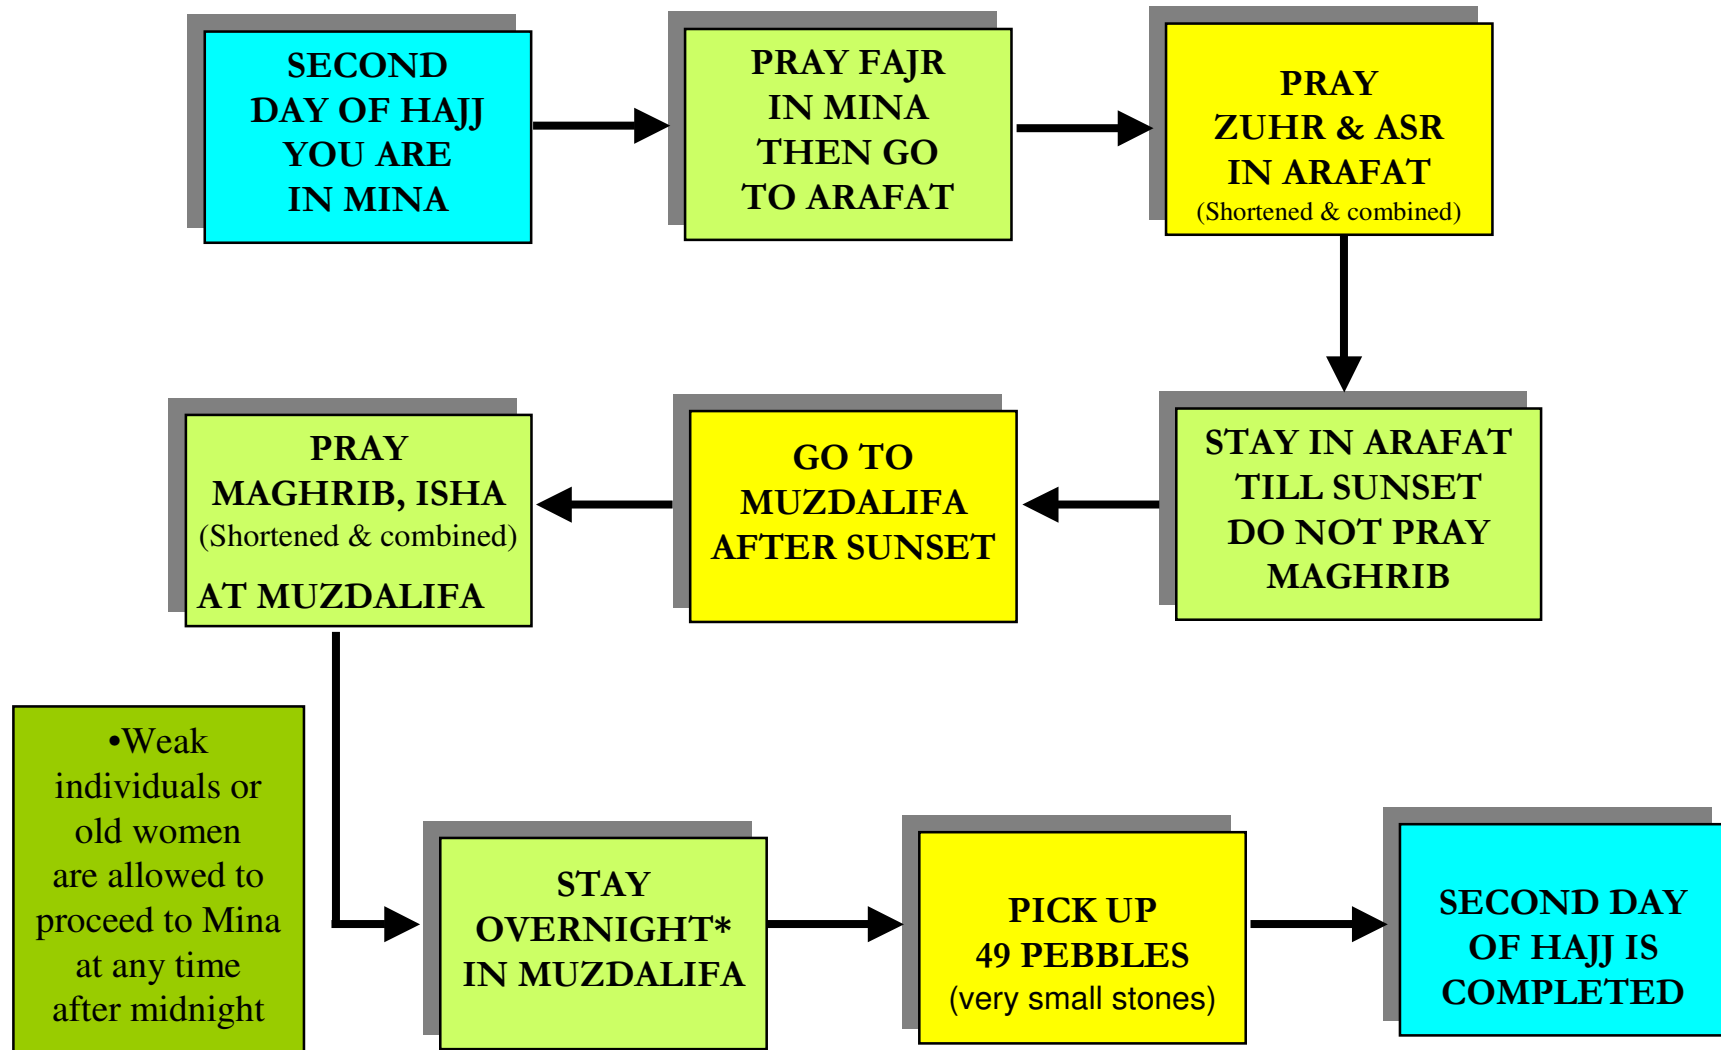 SECOND
DAY OF HAJJ
YOU ARE
IN MINA
PRAY FAJR
IN MINA
THEN GO
TO ARAFAT
PRAY
ZUHR & ASR
IN ARAFAT
(Shortened & combined)
STAY IN ARAFAT
TILL SUNSET
DO NOT PRAY
MAGHRIB
GO TO
MUZDALIFA
AFTER SUNSET
PRAY
MAGHRIB, ISHA
(Shortened & combined)
AT MUZDALIFA
•Weak
individuals or
old women
are allowed to
proceed to Mina
at any time
after midnight
STAY
OVERNIGHT*
IN MUZDALIFA
PICK UP
49 PEBBLES
(very small stones)
SECOND DAY
OF HAJJ IS
COMPLETED